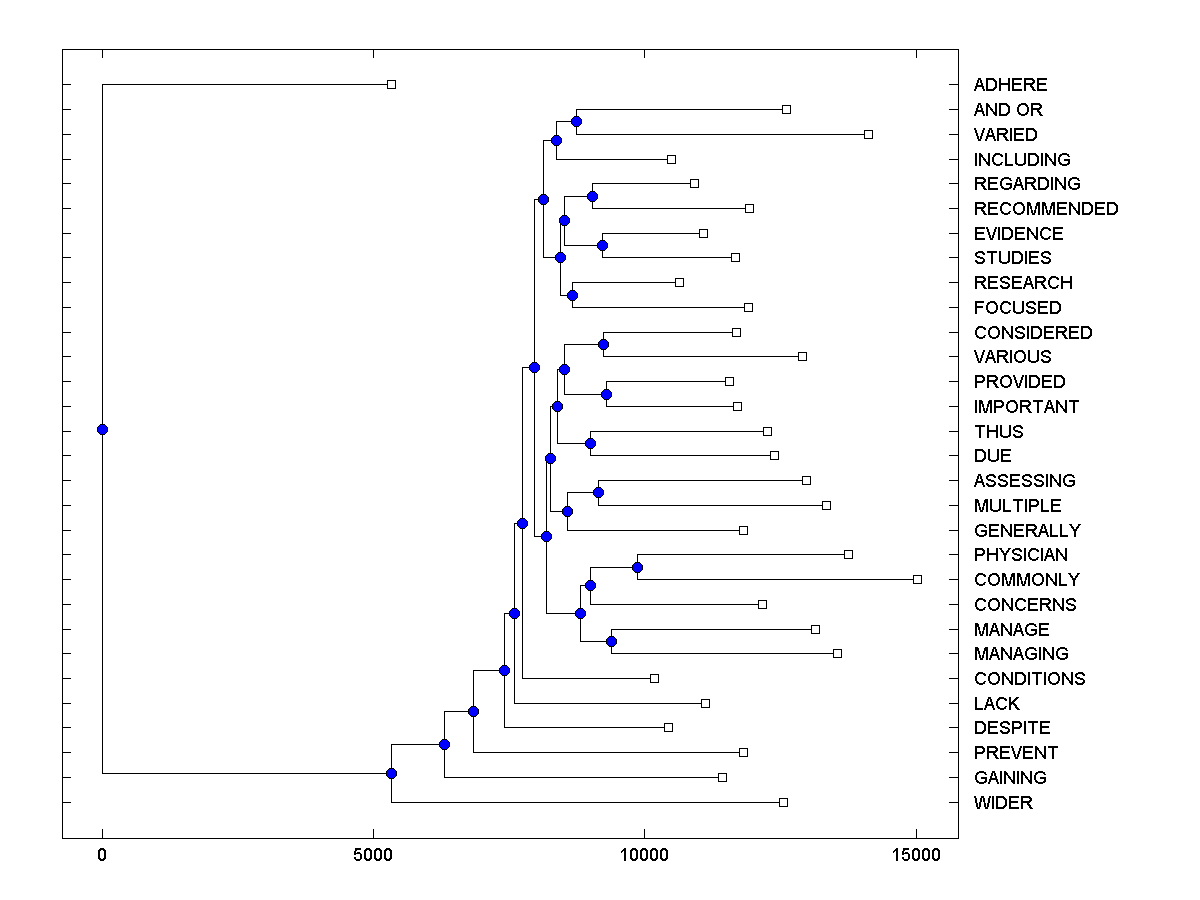 ADHERE
AND OR
VARIED
INCLUDING
REGARDING
RECOMMENDED
EVIDENCE
STUDIES
RESEARCH
FOCUSED
CONSIDERED
VARIOUS
PROVIDED
IMPORTANT
THUS
DUE
ASSESSING
MULTIPLE
GENERALLY
PHYSICIAN
COMMONLY
CONCERNS
MANAGE
MANAGING
CONDITIONS
LACK
DESPITE
PREVENT
GAINING
WIDER
0 5000 10000 15000